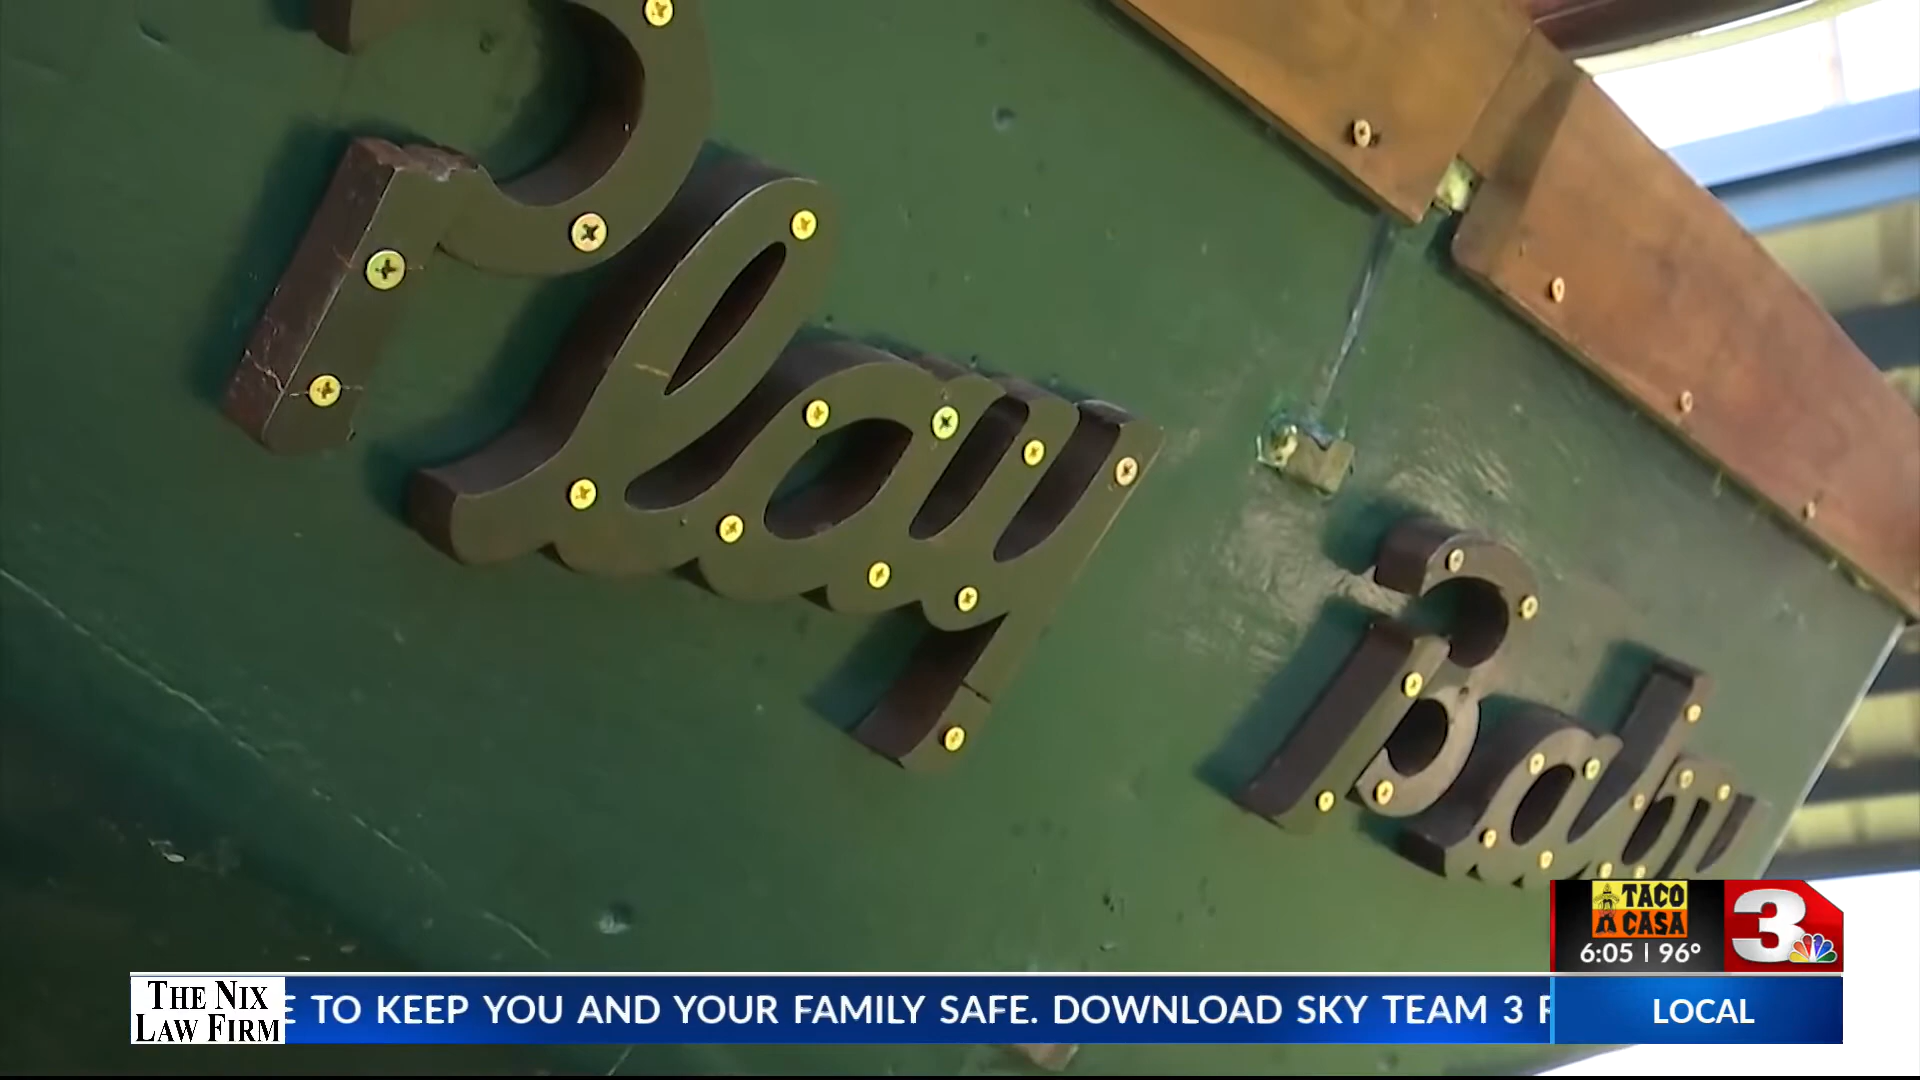 Play Baby
TACO
CASA
6:05 | 96°
3
THE NIX
LAW FIRM
E TO KEEP YOU AND YOUR FAMILY SAFE. DOWNLOAD SKY TEAM 3
LOCAL